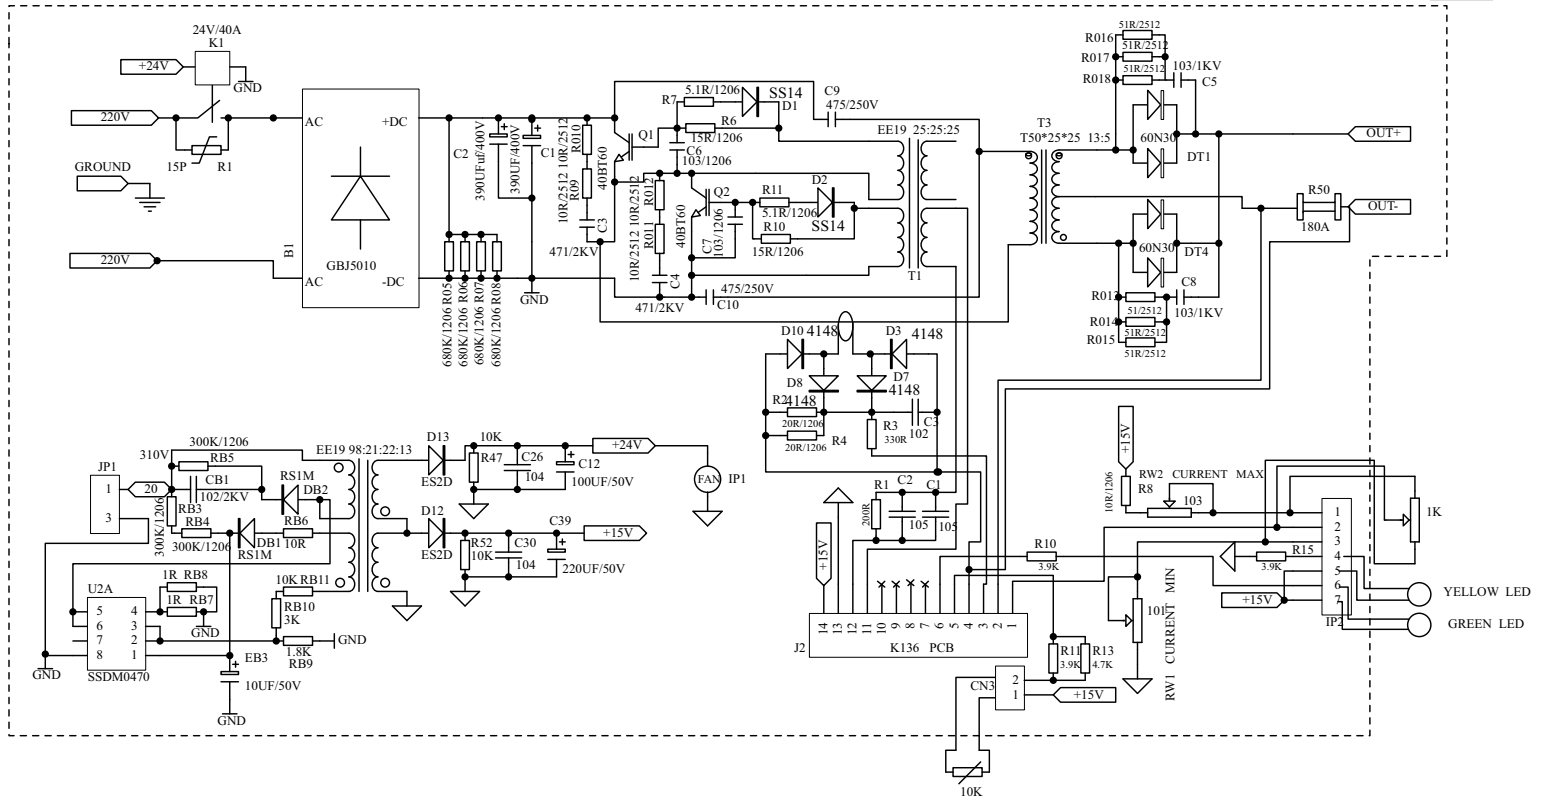 24V/40A
K1
+24V
GND
220V
15P
R1
GROUND
220V
AC
+DC
AC
-DC
B1
GBJ5010
C2
390UFuf/400V
390UF/400V
C1
680K/1206 R05
680K/1206 R06
680K/1206 R07
680K/1206 R08
GND
10R/2512 10R/2512
R09
R010
C3
471/2KV
40BT60
Q1
R7
5.1R/1206
SS14
D1
R6
15R/1206
C6
103/1206
10R/2512 10R/2512
R011
R012
C4
471/2KV
40BT60
Q2
C7
103/1206
R11
5.1R/1206
D2
SS14
R10
15R/1206
475/250V
C10
C9
475/250V
EE19 25:25:25
T1
T3
T50*25*25 13:5
R016
51R/2512
R017
51R/2512
R018
51R/2512
103/1KV
C5
60N30
DT1
OUT+
R50
180A
OUT-
60N30
DT4
R013
51/2512
R014
51R/2512
R015
51R/2512
C8
103/1KV
D10
4148
D3
4148
D8
4148
D7
4148
R2
20R/1206
R4
20R/1206
R3
330R
C3
102
R1
200R
C2
105
C1
105
+15V
14
13
12
11
10
9
8
7
6
5
4
3
2
1
J2
K136 PCB
R10
3.9K
R11
3.9K
R13
4.7K
CN3
2
1
+15V
10K
+15V
10R/1206
R8
RW2 CURRENT MAX
103
101
RW1 CURRENT MIN
R15
3.9K
+15V
1
2
3
4
5
6
7
IP2
1K
YELLOW LED
GREEN LED
JP1
1
3
20
310V
300K/1206
RB5
CB1
102/2KV
RB3
300K/1206
RB4
300K/1206
RS1M
DB2
DB1
RS1M
RB6
10R
EE19 98:21:22:13
U2A
5
6
7
8
4
3
2
1
SSDM0470
1R RB8
1R RB7
GND
10K RB11
RB10
3K
1.8K
RB9
GND
GND
EB3
10UF/50V
GND
D13
ES2D
10K
R47
C26
104
C12
100UF/50V
+24V
FAN
IP1
D12
ES2D
R52
10K
C30
104
C39
220UF/50V
+15V